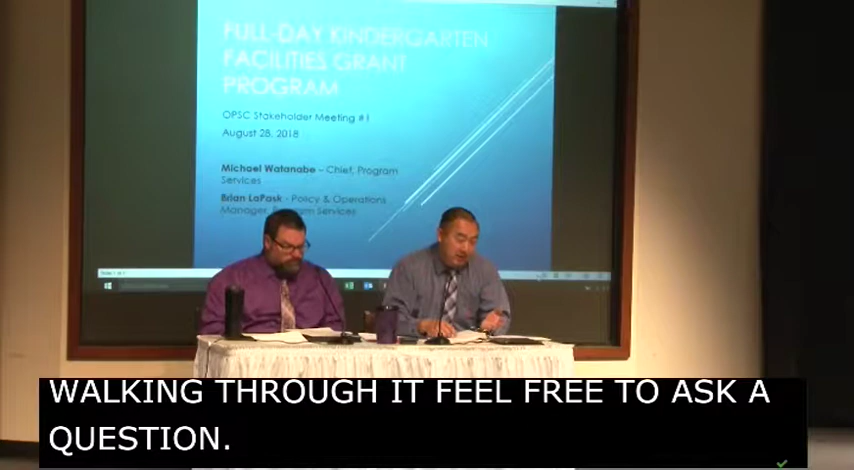 FULL-DAY KINDERGARTEN
FACILITIES GRANT
PROGRAM
OPSC Stakeholder Meeting #1
August 28, 2018
Michael Watanabe – Chief, Program
Services
Brian LaPask - Policy & Operations
Manager, Program Services
WALKING THROUGH IT FEEL FREE TO ASK A
QUESTION.